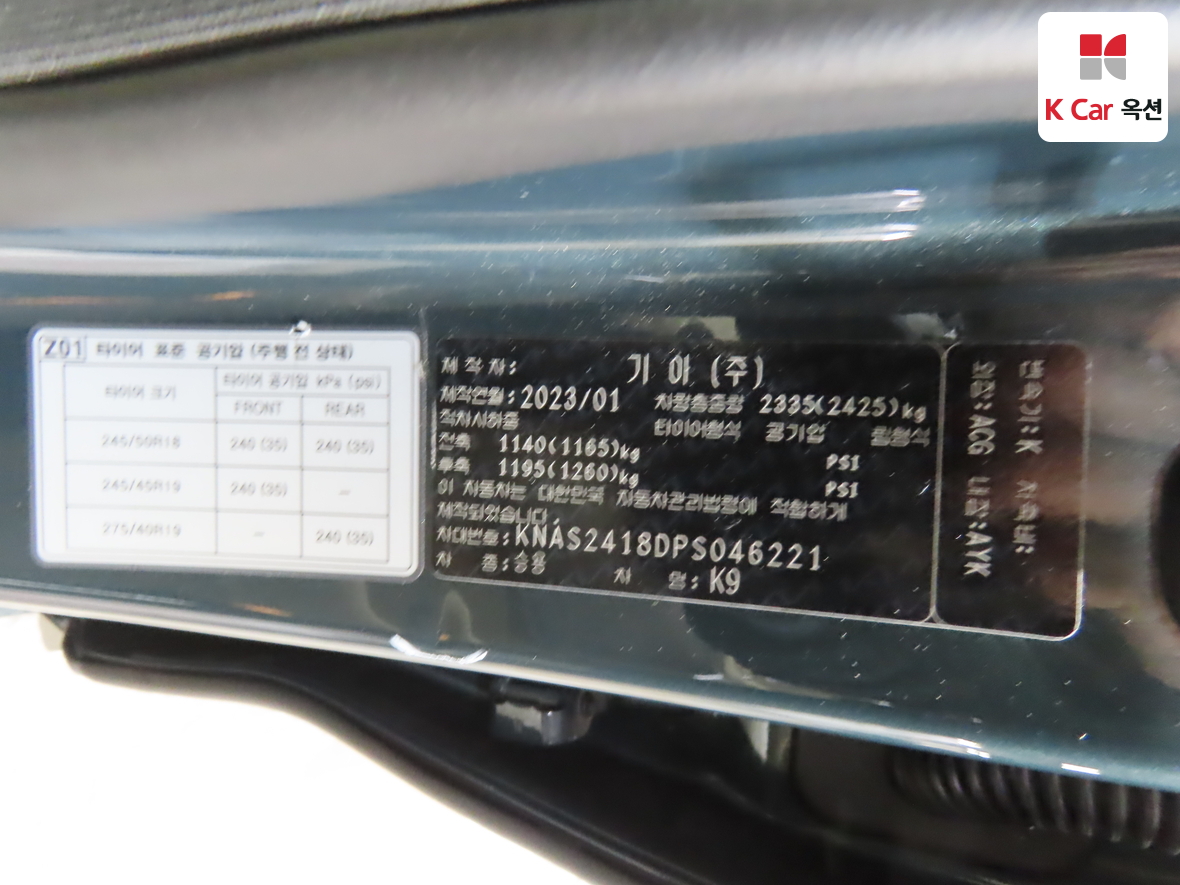 K Car 옥션
Z01 타이어 표준 공기압 (주행 전 상태)
타이어 크기 타이어 공기압 kPa (psi)
FRONT REAR
245/50R18 240 (35) 240 (35)
245/45R19 240 (35) -
275/40R19 - 240 (35)
제작자: 기아 (주)
제작연월: 2023/01 차량총중량 2335(2425)kg
적차시하중 타이어형식 공기압 휠형식
전축 1140(1165)kg PSI
후축 1195(1260)kg PSI
이 자동차는 대한민국 자동차관리법령에 적합하게
제작되었습니다.
차대번호: KNAS2418DPS046221
차 종: 승용 차 명: K9
변속기: K 차축비:
외장: ACG 내장: AYK